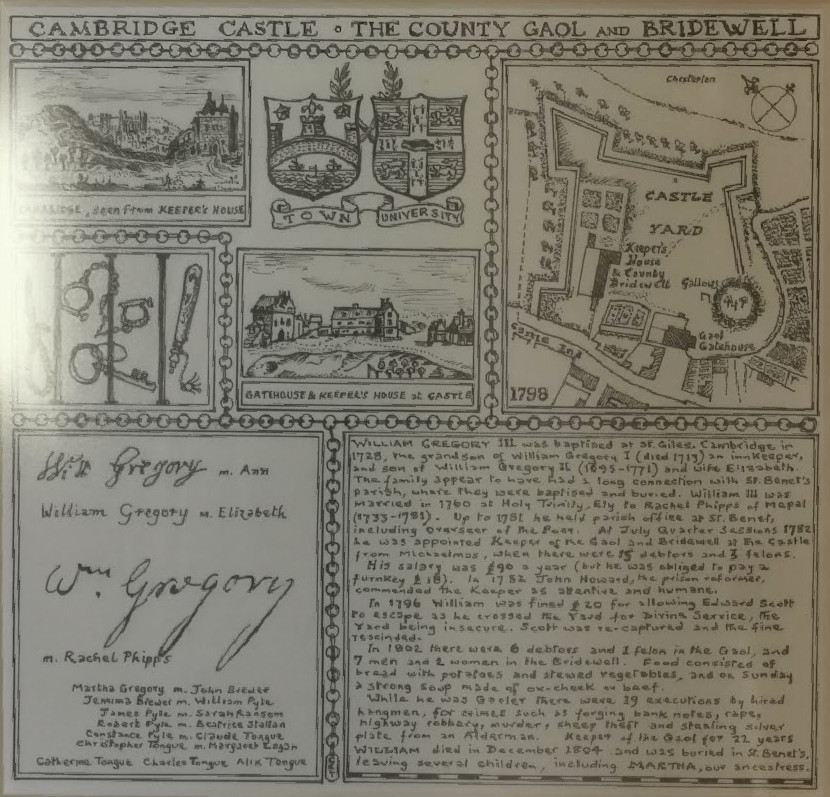 CAMBRIDGE CASTLE • THE COUNTY GAOL AND BRIDEWELL
CAMBRIDGE, seen from KEEPER'S HOUSE
TOWN UNIVERSITY
Chesterton
CASTLE
YARD
Keeper's
House
& County
Bridewell
Gallows
Gaol
Gatehouse
Castle Inn
1798
GATEHOUSE & KEEPER'S HOUSE at CASTLE
Gregory m. Ann
William Gregory m. Elizabeth
Wm Gregory
m. Rachel Phipps
Martha Gregory m. John Brewer
Jemima Brewer m. William Pyle
James Pyle m. Sarah Ransom
Robert Pyle m. Beatrice Stallan
Constance Pyle m. Claude Tongue
Christopher Tongue m. Margaret Logan
Catherine Tongue Charles Tongue Alix Tongue
WILLIAM GREGORY III was baptised at St. Giles, Cambridge in
1728, the grandson of William Gregory I (died 1719) an innkeeper,
and son of William Gregory II (1695-1771) and wife Elizabeth.
The family appear to have had a long connection with St. Benet's
parish, where they were baptised and buried. William III was
married in 1760 at Holy Trinity, Ely to Rachel Phipps of Mepal
(1733-1781). Up to 1781 he held parish office at St. Benet,
including Overseer of the Poor. At July Quarter Sessions 1782
he was appointed Keeper of the Gaol and Bridewell at the Castle
from Michaelmas, when there were 15 debtors and 3 felons.
His salary was £90 a year (but he was obliged to pay a
turnkey £18). In 1782 John Howard, the prison reformer,
commended the Keeper as attentive and humane.
In 1796 William was fined £20 for allowing Edward Scott
to escape as he crossed the Yard for Divine Service, the
Yard being insecure. Scott was re-captured and the fine
rescinded.
In 1802 there were 6 debtors and 1 felon in the Gaol, and
7 men and 2 women in the Bridewell. Food consisted of
bread with potatoes and stewed vegetables, and on Sunday
a strong soup made of ox-cheek or beef.
While he was Gaoler there were 19 executions by hired
hangmen, for crimes such as forging bank notes, rape,
highway robbery, murder, sheep theft and stealing silver
plate from an Alderman. Keeper of the Gaol for 22 years
WILLIAM died in December 1804 and was buried in St. Benet's,
leaving several children, including MARTHA, our ancestress.